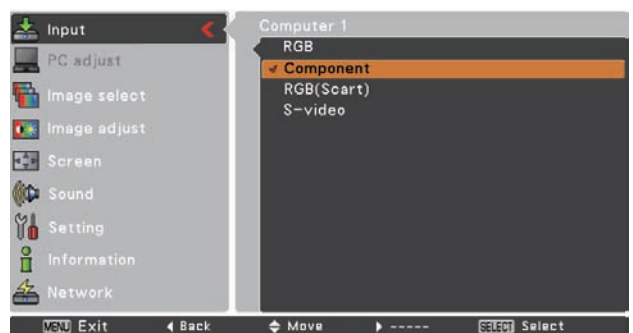 Input
PC adjust
Image select
Image adjust
Screen
Sound
Setting
Information
Network
Computer 1
RGB
Component
RGB(Scart)
S-video
MENU Exit
Back
Move
-----
SELECT Select